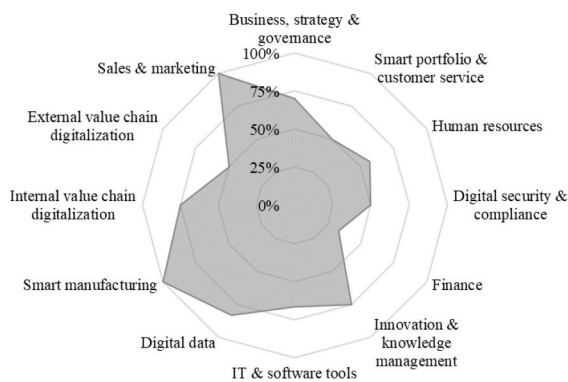 Business, strategy &
governance
100%
75%
50%
25%
0%
Smart portfolio &
customer service
Human resources
Digital security &
compliance
Finance
Innovation &
knowledge
management
IT & software tools
Digital data
Smart manufacturing
Internal value chain
digitalization
External value chain
digitalization
Sales & marketing